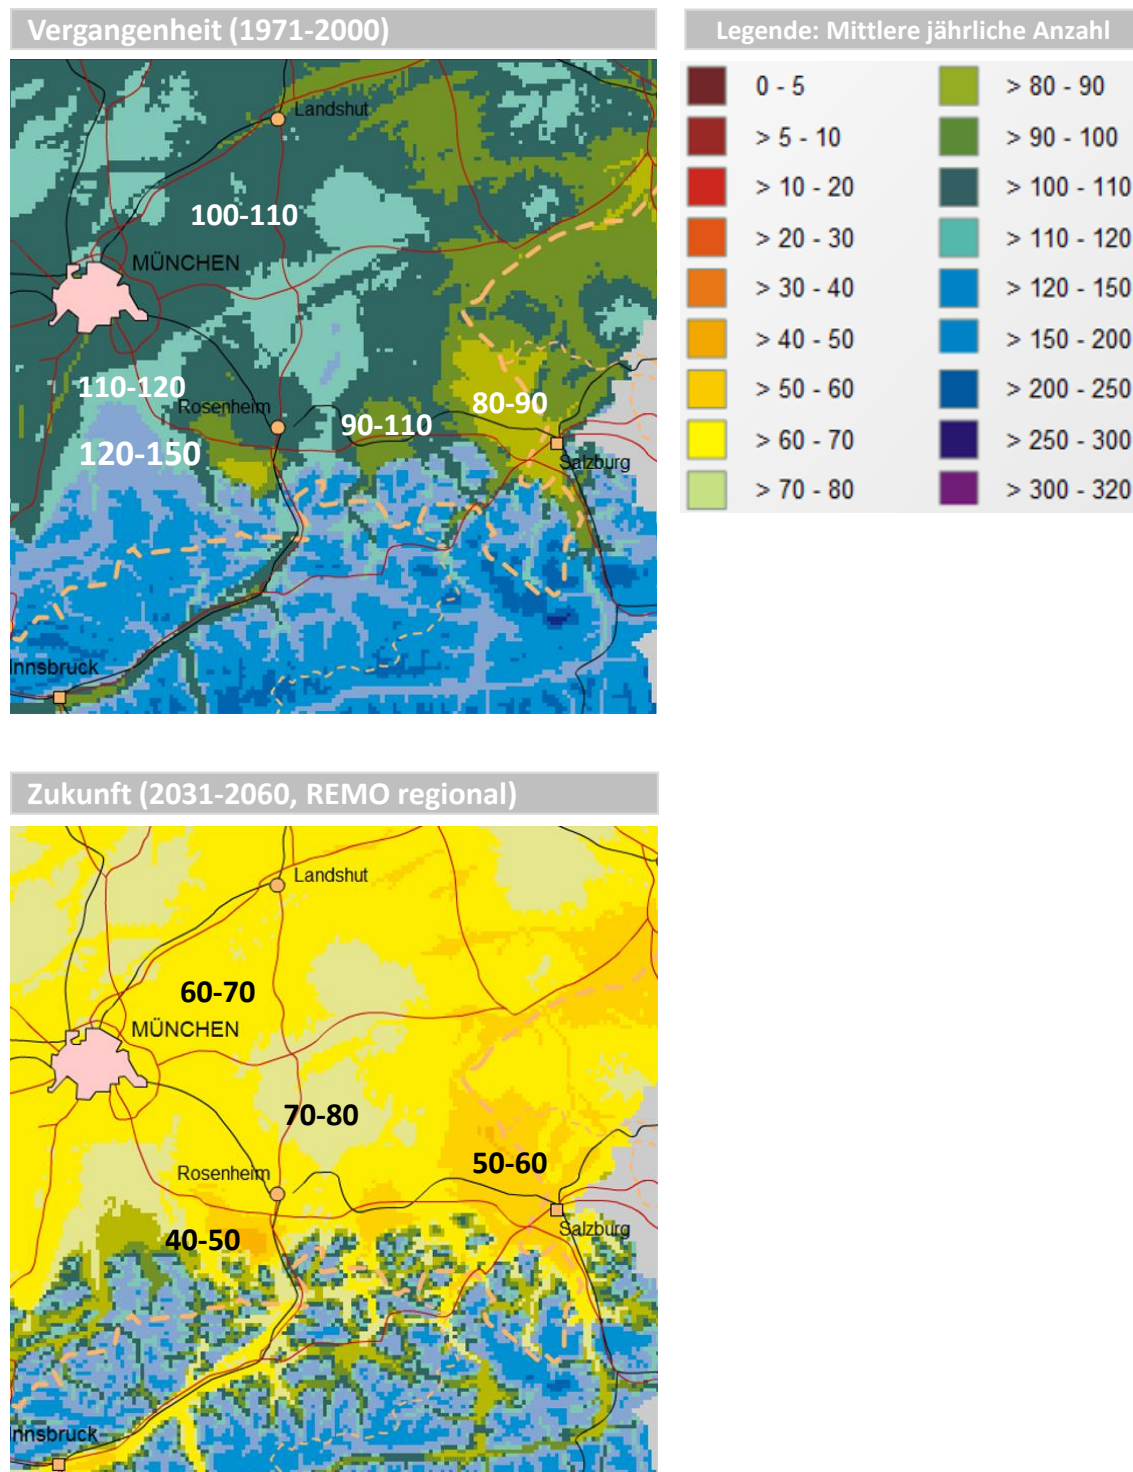 Vergangenheit (1971-2000)
Legende: Mittlere jährliche Anzahl
Landshut
100-110
MÜNCHEN
110-120
Rosenheim
80-90
90-110
120-150
Salzburg
Innsbruck
0 - 5
> 5 - 10
> 10 - 20
> 20 - 30
> 30 - 40
> 40 - 50
> 50 - 60
> 60 - 70
> 70 - 80
> 80 - 90
> 90 - 100
> 100 - 110
> 110 - 120
> 120 - 150
> 150 - 200
> 200 - 250
> 250 - 300
> 300 - 320
Zukunft (2031-2060, REMO regional)
Landshut
60-70
MÜNCHEN
70-80
50-60
Rosenheim
Salzburg
40-50
nnsbruck